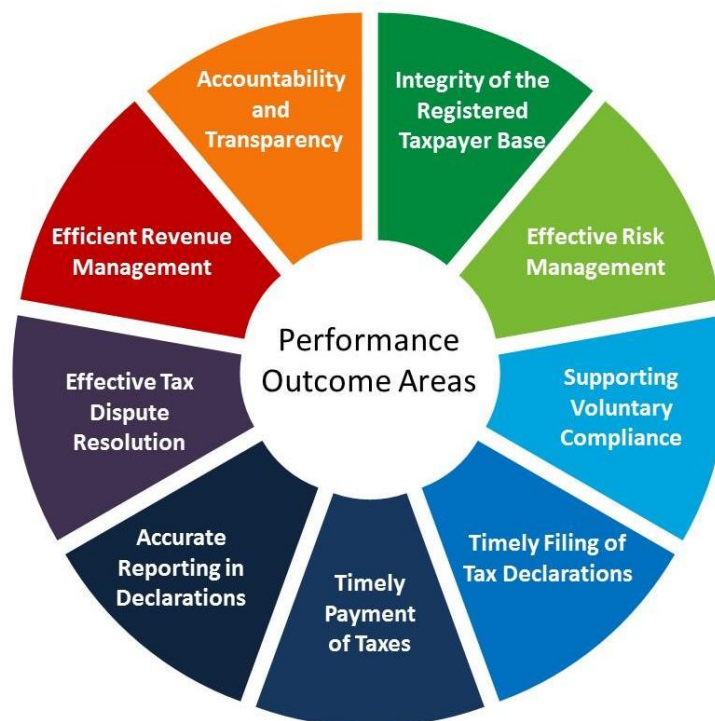 Accountability
and
Transparency
Integrity of the
Registered
Taxpayer Base
Effective Risk
Management
Supporting
Voluntary
Compliance
Timely Filing of
Tax Declarations
Timely
Payment
of Taxes
Accurate
Reporting in
Declarations
Effective Tax
Dispute
Resolution
Efficient Revenue
Management
Performance
Outcome Areas